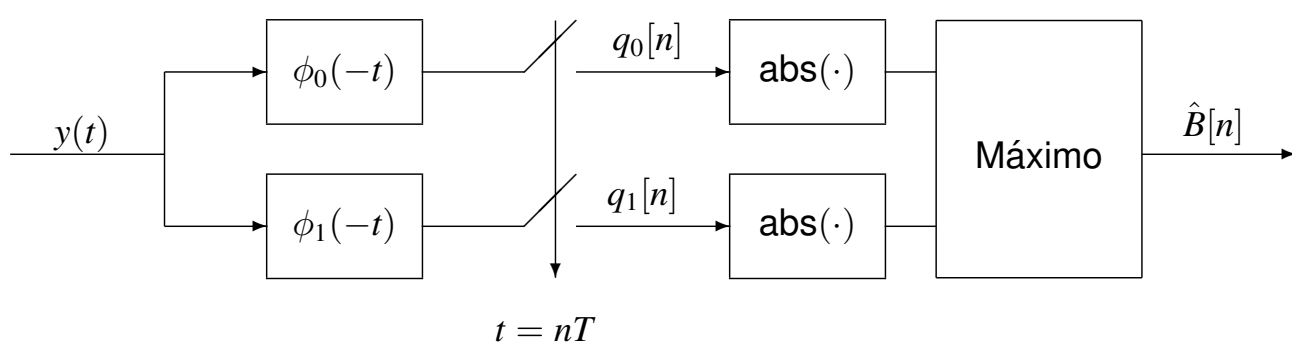 y(t)
ϕ₀(−t)
q₀[n]
abs(·)
ϕ₁(−t)
q₁[n]
abs(·)
Máximo
B̂[n]
t = nT